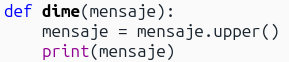 def dime(mensaje):
    mensaje = mensaje.upper()
    print(mensaje)